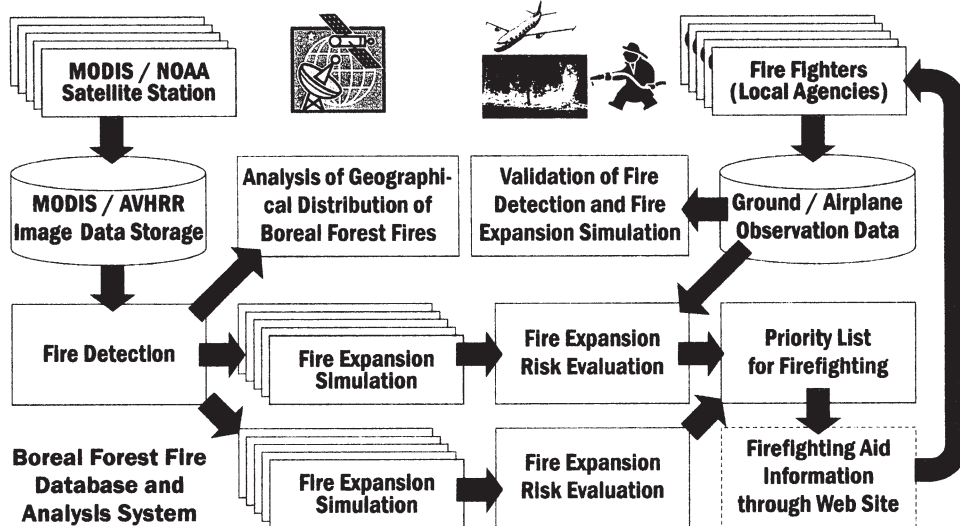 MODIS / NOAA
Satellite Station
Fire Fighters
(Local Agencies)
MODIS / AVHRR
Image Data Storage
Analysis of Geographi-
cal Distribution of
Boreal Forest Fires
Validation of Fire
Detection and Fire
Expansion Simulation
Ground / Airplane
Observation Data
Fire Detection
Fire Expansion
Simulation
Fire Expansion
Risk Evaluation
Priority List
for Firefighting
Boreal Forest Fire
Database and
Analysis System
Fire Expansion
Simulation
Fire Expansion
Risk Evaluation
Firefighting Aid
Information
through Web Site